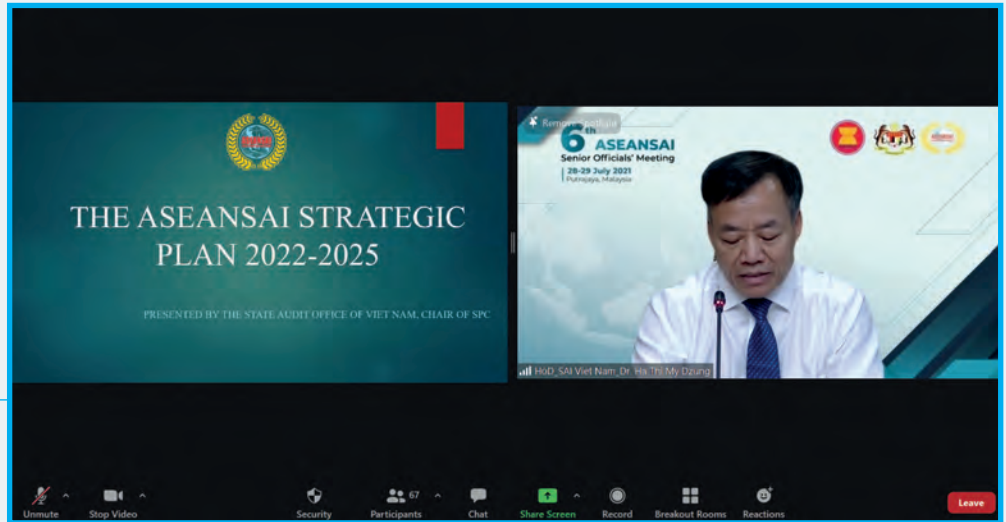 THE ASEANSAI STRATEGIC
PLAN 2022-2025
PRESENTED BY THE STATE AUDIT OFFICE OF VIET NAM, CHAIR OF SPC
6th ASEANSAI
Senior Officials' Meeting
28-29 July 2021
Putrajaya, Malaysia
HoD_SAI Viet Nam_Dr. Ha Thi My Dzung
Unmute
Stop Video
Security
Participants
67
Chat
Share Screen
Record
Breakout Rooms
Reactions
Leave